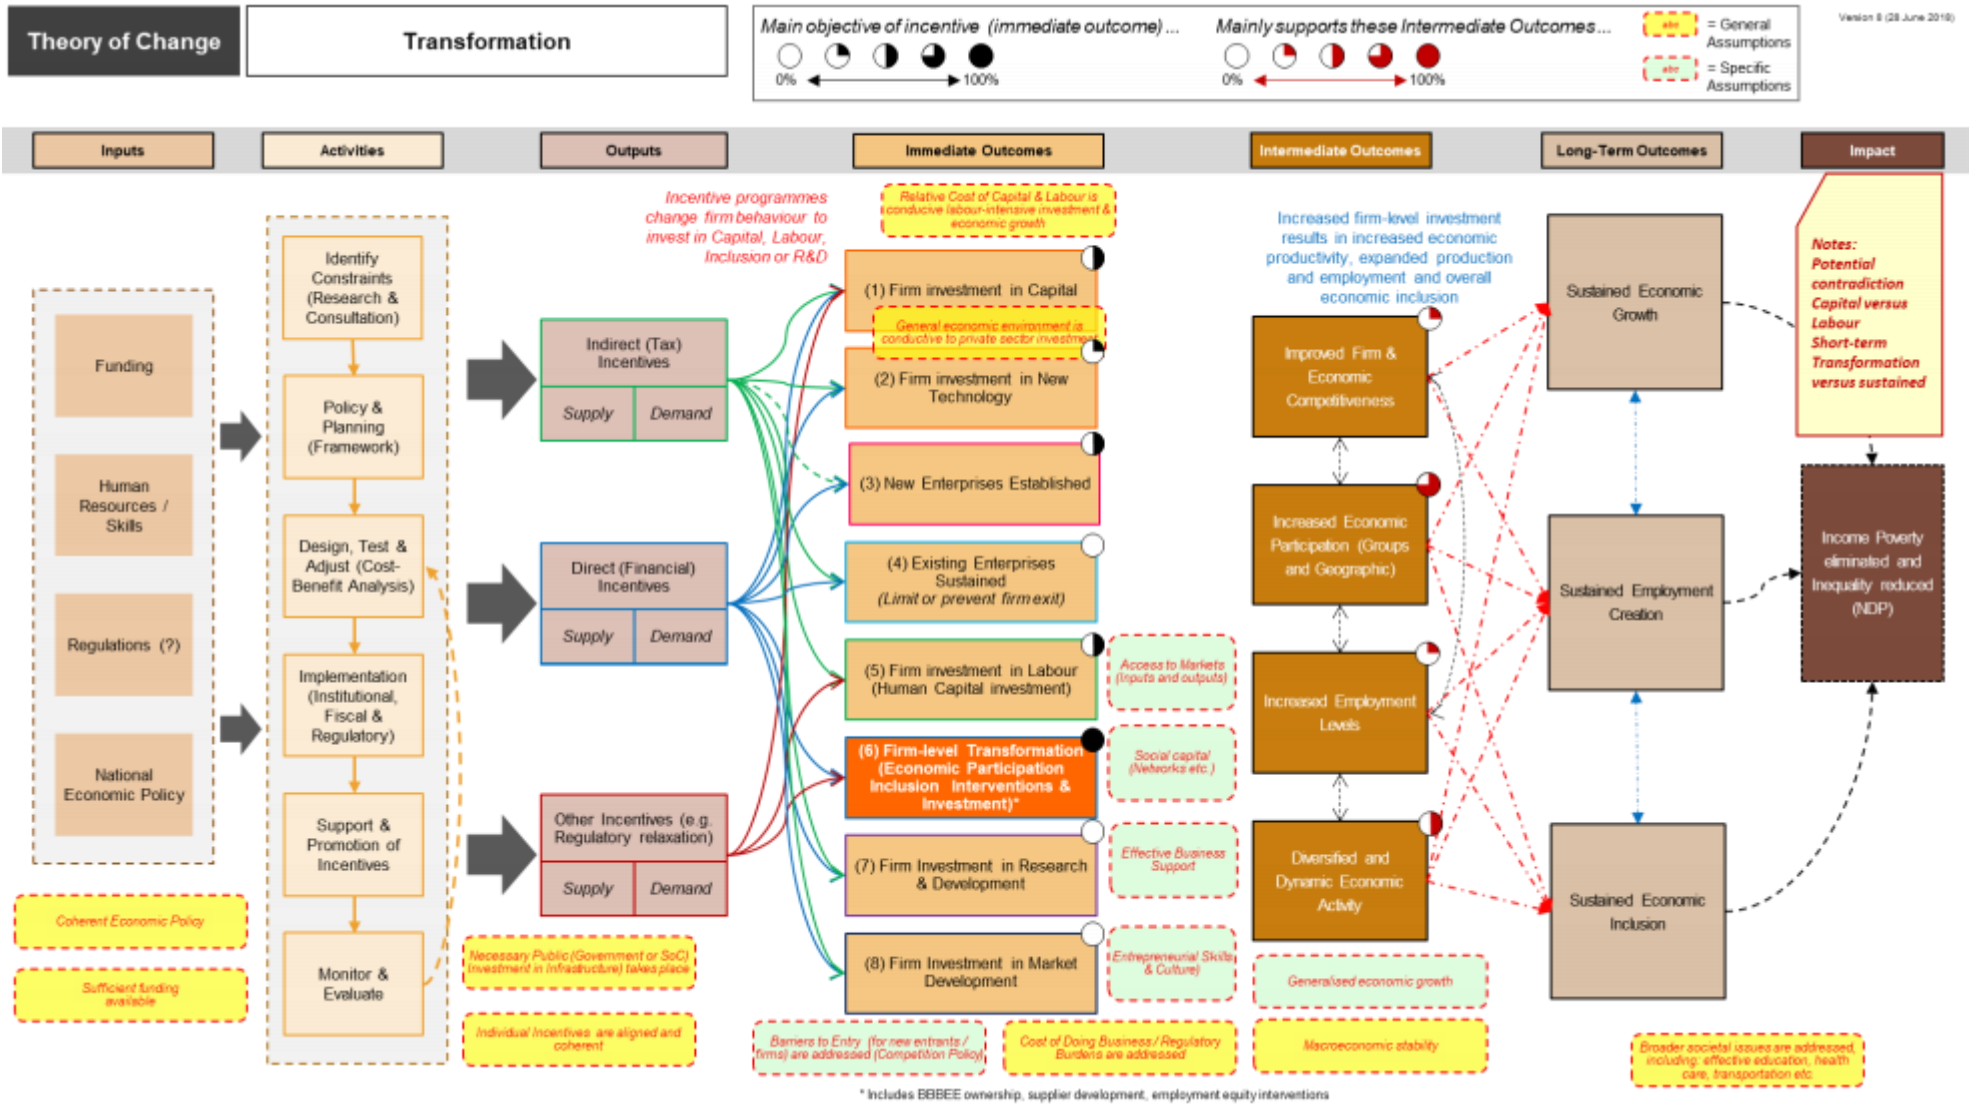 Theory of Change
Transformation
Main objective of incentive (immediate outcome)...
0%
100%
Mainly supports these Intermediate Outcomes...
0%
100%
abc
= General
Assumptions
abc
= Specific
Assumptions
Version 8 (28 June 2018)
Inputs
Activities
Outputs
Immediate Outcomes
Intermediate Outcomes
Long-Term Outcomes
Impact
Funding
Human
Resources /
Skills
Regulations (?)
National
Economic Policy
Coherent Economic Policy
Sufficient funding
available
Identify
Constraints
(Research &
Consultation)
Policy &
Planning
(Framework)
Design, Test &
Adjust (Cost-
Benefit Analysis)
Implementation
(Institutional,
Fiscal &
Regulatory)
Support &
Promotion of
Incentives
Monitor &
Evaluate
Incentive programmes
change firm behaviour to
invest in Capital, Labour,
Inclusion or R&D
Indirect (Tax)
Incentives
Supply
Demand
Direct (Financial)
Incentives
Supply
Demand
Other Incentives (e.g.
Regulatory relaxation)
Supply
Demand
Necessary Public (Government or SoC)
Investment in Infrastructure) takes place
Individual Incentives are aligned and
coherent
Relative Cost of Capital & Labour is
conducive labour-intensive investment &
economic growth
(1) Firm investment in Capital
General economic environment is
conductive to private sector investment
(2) Firm investment in New
Technology
(3) New Enterprises Established
(4) Existing Enterprises
Sustained
(Limit or prevent firm exit)
(5) Firm investment in Labour
(Human Capital investment)
(6) Firm-level Transformation
(Economic Participation
Inclusion Interventions &
Investment)*
(7) Firm Investment in Research
& Development
(8) Firm Investment in Market
Development
Access to Markets
(Inputs and outputs)
Social capital
(Networks etc.)
Effective Business
Support
Entrepreneurial Skills
& Culture)
Barriers to Entry (for new entrants /
firms) are addressed (Competition Policy)
Cost of Doing Business / Regulatory
Burdens are addressed
* Includes BBBEE ownership, supplier development, employment equity interventions
Increased firm-level investment
results in increased economic
productivity, expanded production
and employment and overall
economic inclusion
Improved Firm &
Economic
Competitiveness
Increased Economic
Participation (Groups
and Geographic)
Increased Employment
Levels
Diversified and
Dynamic Economic
Activity
Generalised economic growth
Macroeconomic stability
Sustained Economic
Growth
Sustained Employment
Creation
Sustained Economic
Inclusion
Notes:
Potential
contradiction
Capital versus
Labour
Short-term
Transformation
versus sustained
Income Poverty
eliminated and
Inequality reduced
(NDP)
Broader societal issues are addressed,
including: effective education, health
care, transportation etc.